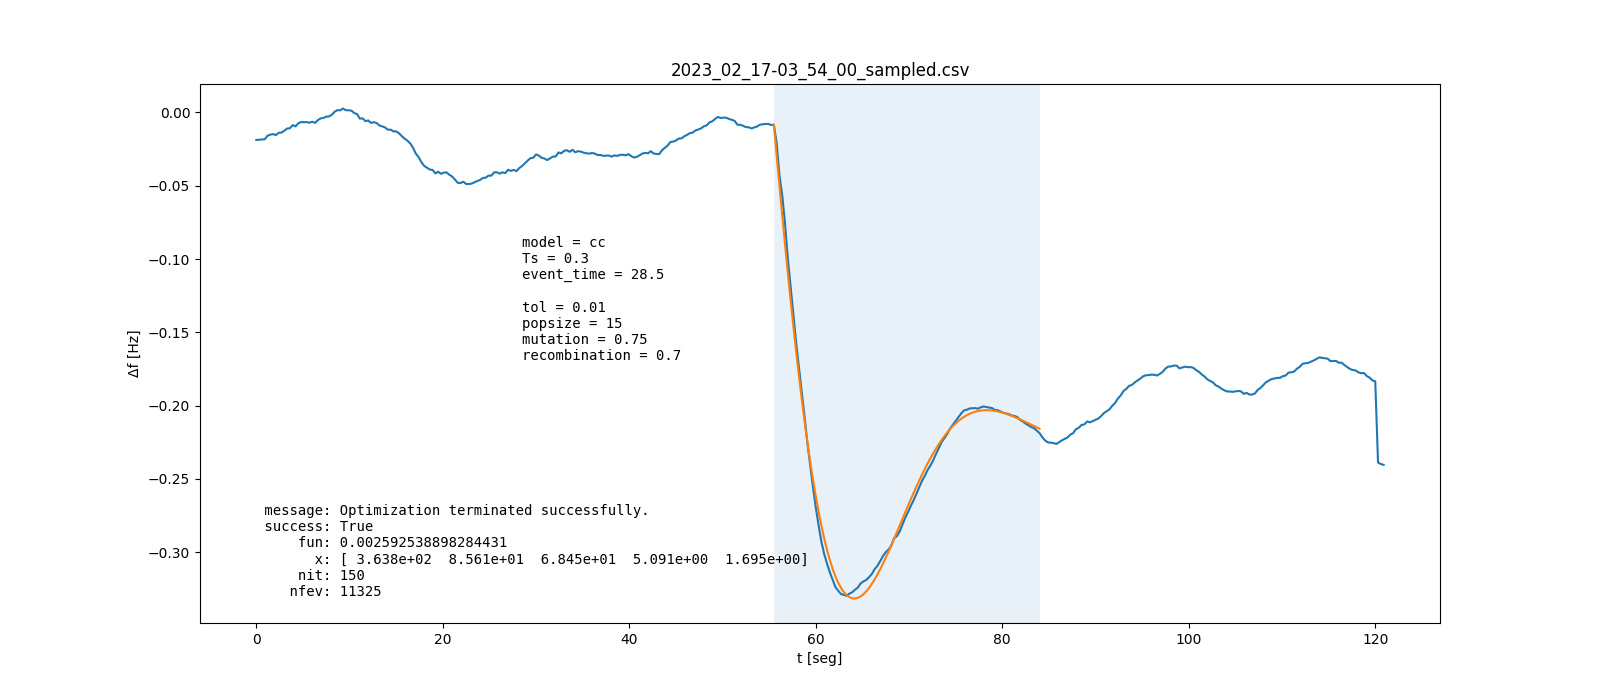 2023_02_17-03_54_00_sampled.csv
0.00
−0.05
−0.10
−0.15
−0.20
−0.25
−0.30
Δf [Hz]
model = cc
Ts = 0.3
event_time = 28.5
tol = 0.01
popsize = 15
mutation = 0.75
recombination = 0.7
message: Optimization terminated successfully.
success: True
fun: 0.002592538898284431
x: [ 3.638e+02  8.561e+01  6.845e+01  5.091e+00  1.695e+00]
nit: 150
nfev: 11325
0 20 40 60 80 100 120
t [seg]